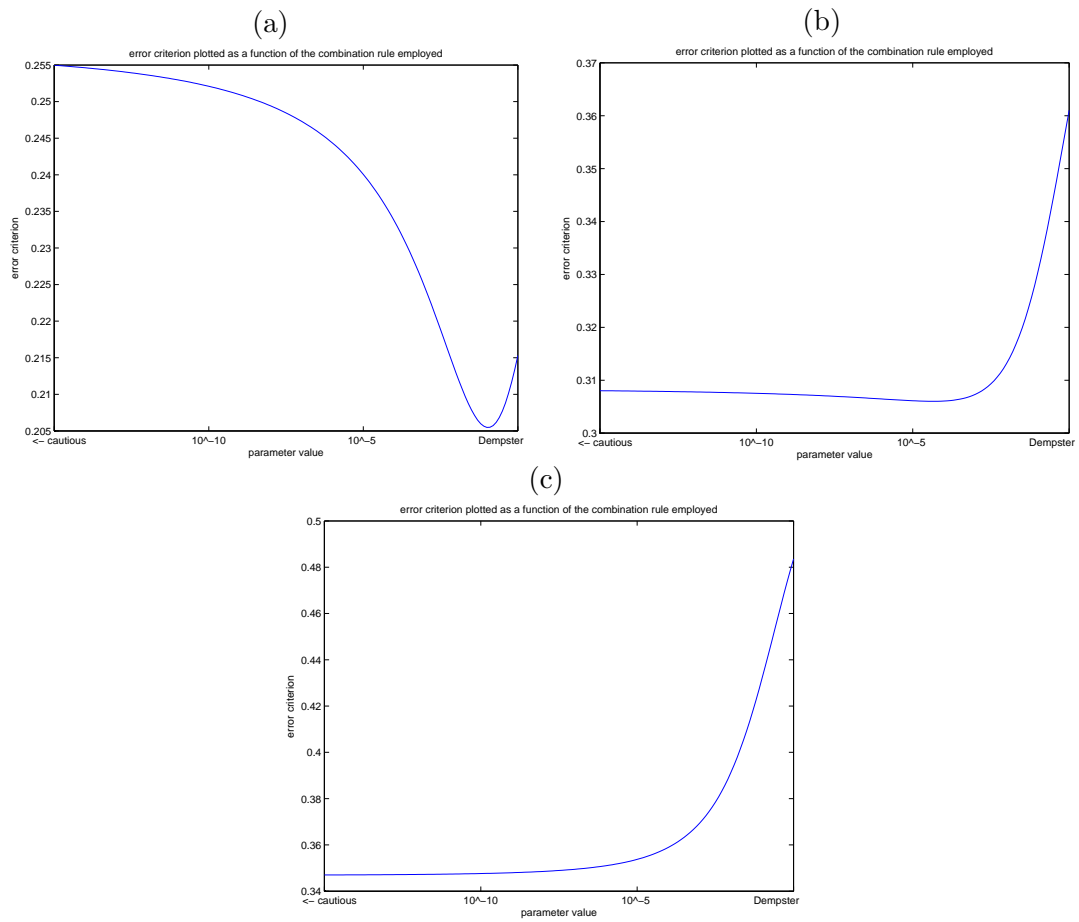 (a)
error criterion plotted as a function of the combination rule employed
0.255
0.25
0.245
0.24
0.235
0.23
0.225
0.22
0.215
0.21
0.205
error criterion
<− cautious 10^−10 10^−5 Dempster
parameter value
(b)
error criterion plotted as a function of the combination rule employed
0.37
0.36
0.35
0.34
0.33
0.32
0.31
0.3
error criterion
<− cautious 10^−10 10^−5 Dempster
parameter value
(c)
error criterion plotted as a function of the combination rule employed
0.5
0.48
0.46
0.44
0.42
0.4
0.38
0.36
0.34
error criterion
<− cautious 10^−10 10^−5 Dempster
parameter value